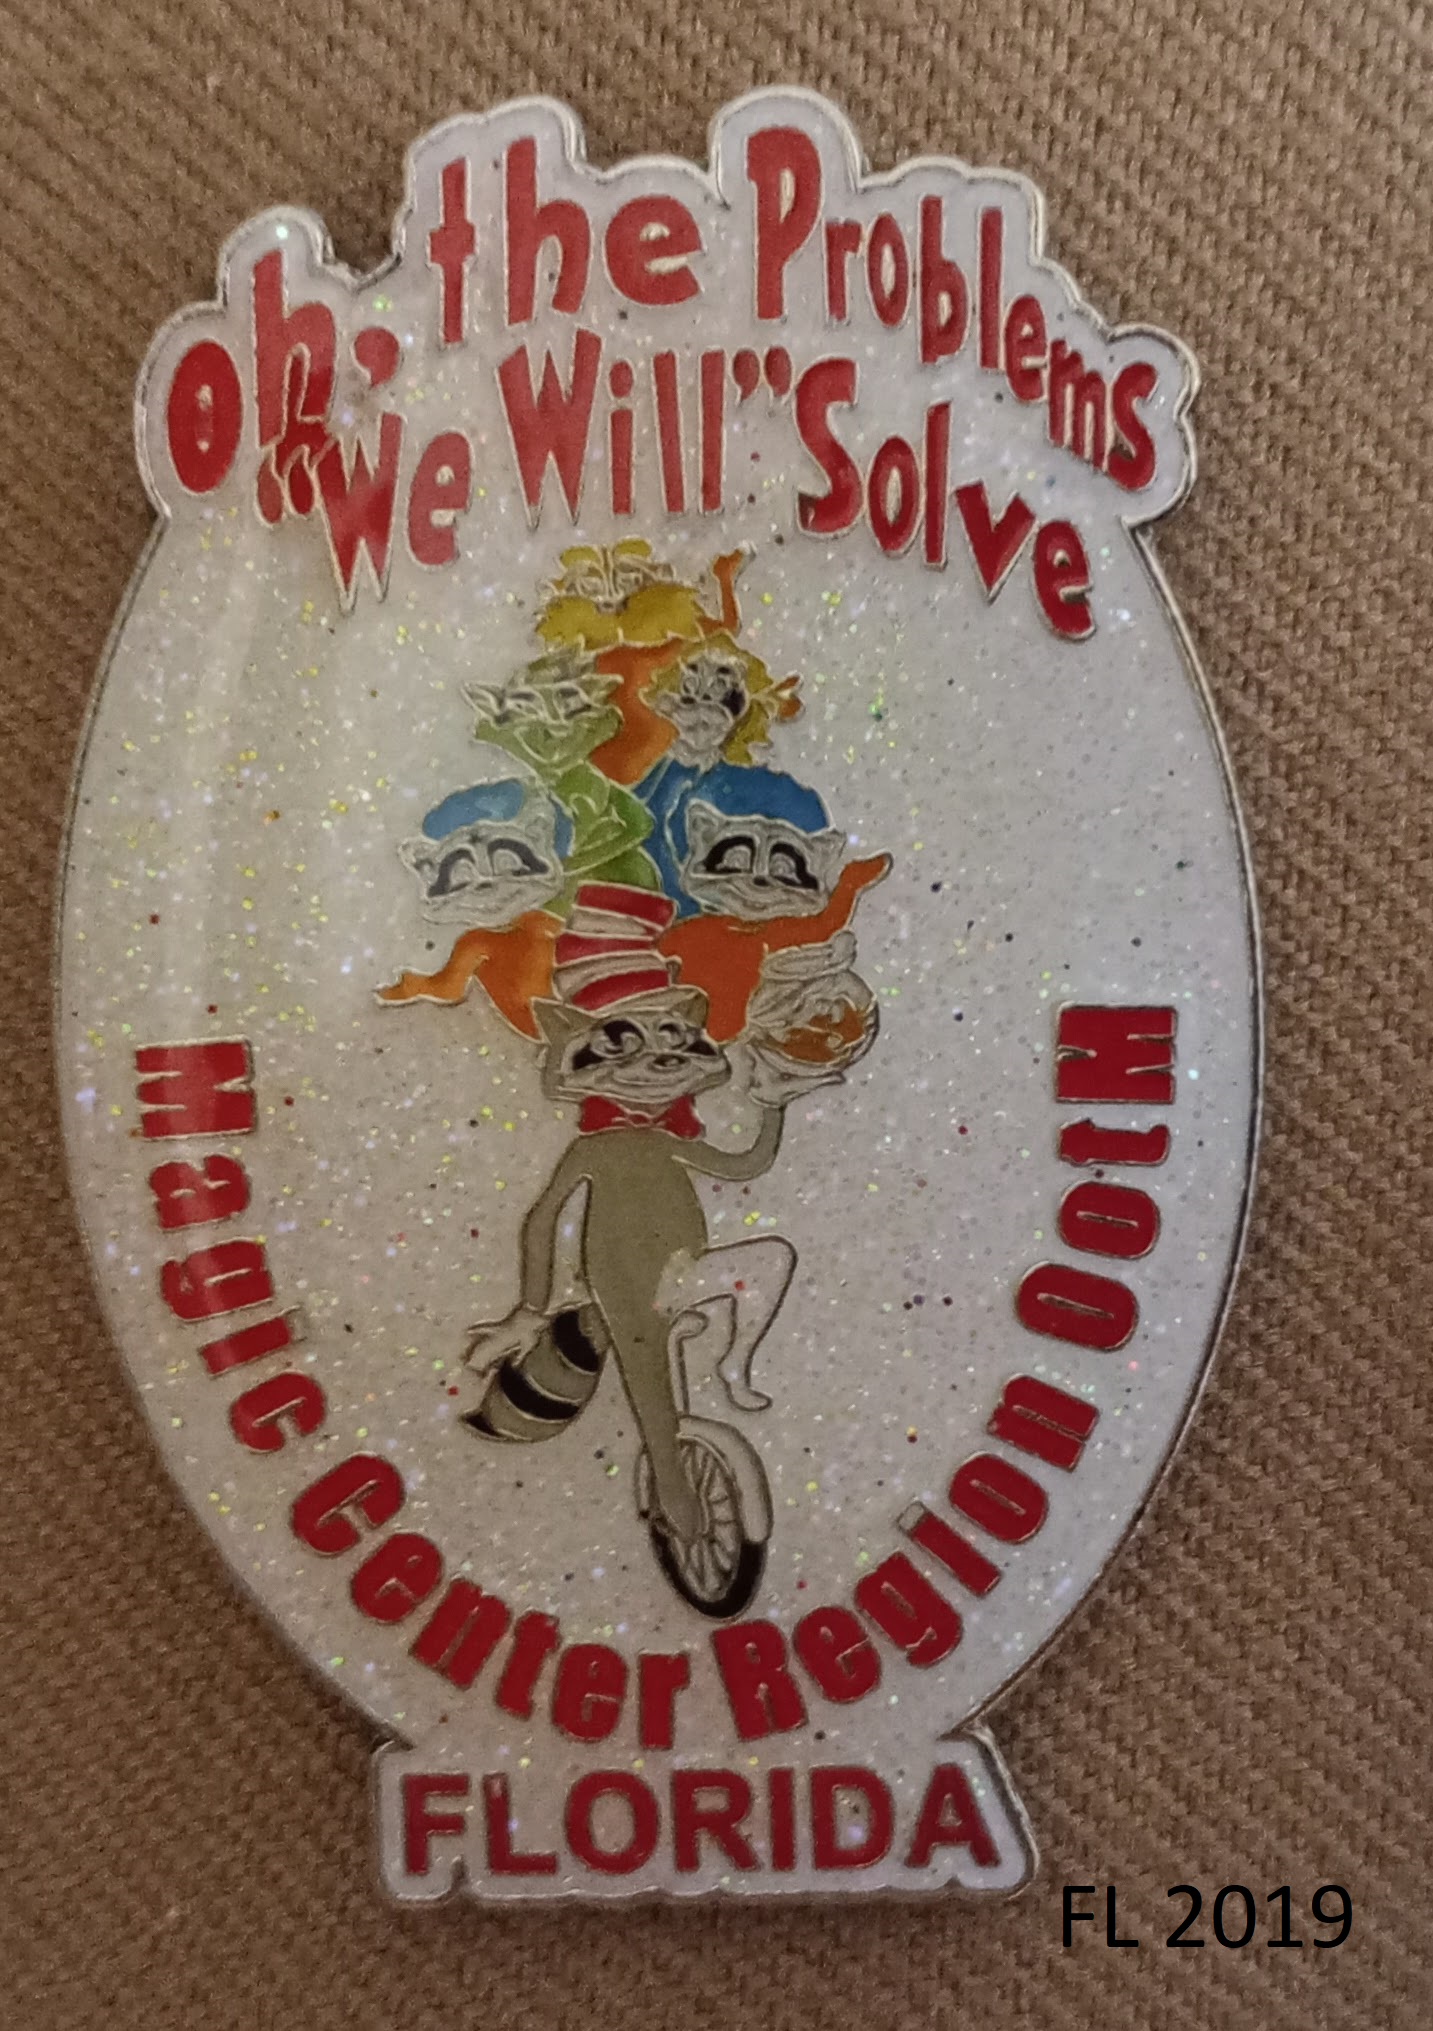 Oh, the Problems
"We Will" Solve
Magic Center Region OotM
FLORIDA
FL 2019